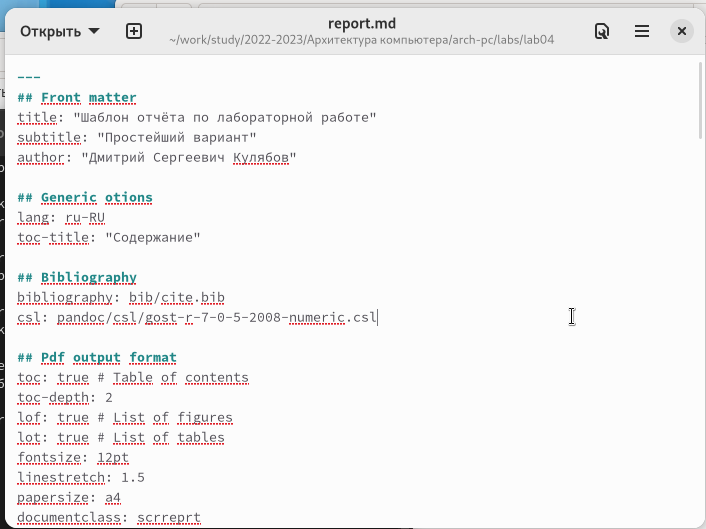 Открыть
report.md
~/work/study/2022-2023/Архитектура компьютера/arch-pc/labs/lab04
---
## Front matter
title: "Шаблон отчёта по лабораторной работе"
subtitle: "Простейший вариант"
author: "Дмитрий Сергеевич Кулябов"
## Generic otions
lang: ru-RU
toc-title: "Содержание"
## Bibliography
bibliography: bib/cite.bib
csl: pandoc/csl/gost-r-7-0-5-2008-numeric.csl
## Pdf output format
toc: true # Table of contents
toc-depth: 2
lof: true # List of figures
lot: true # List of tables
fontsize: 12pt
linestretch: 1.5
papersize: a4
documentclass: scrreprt